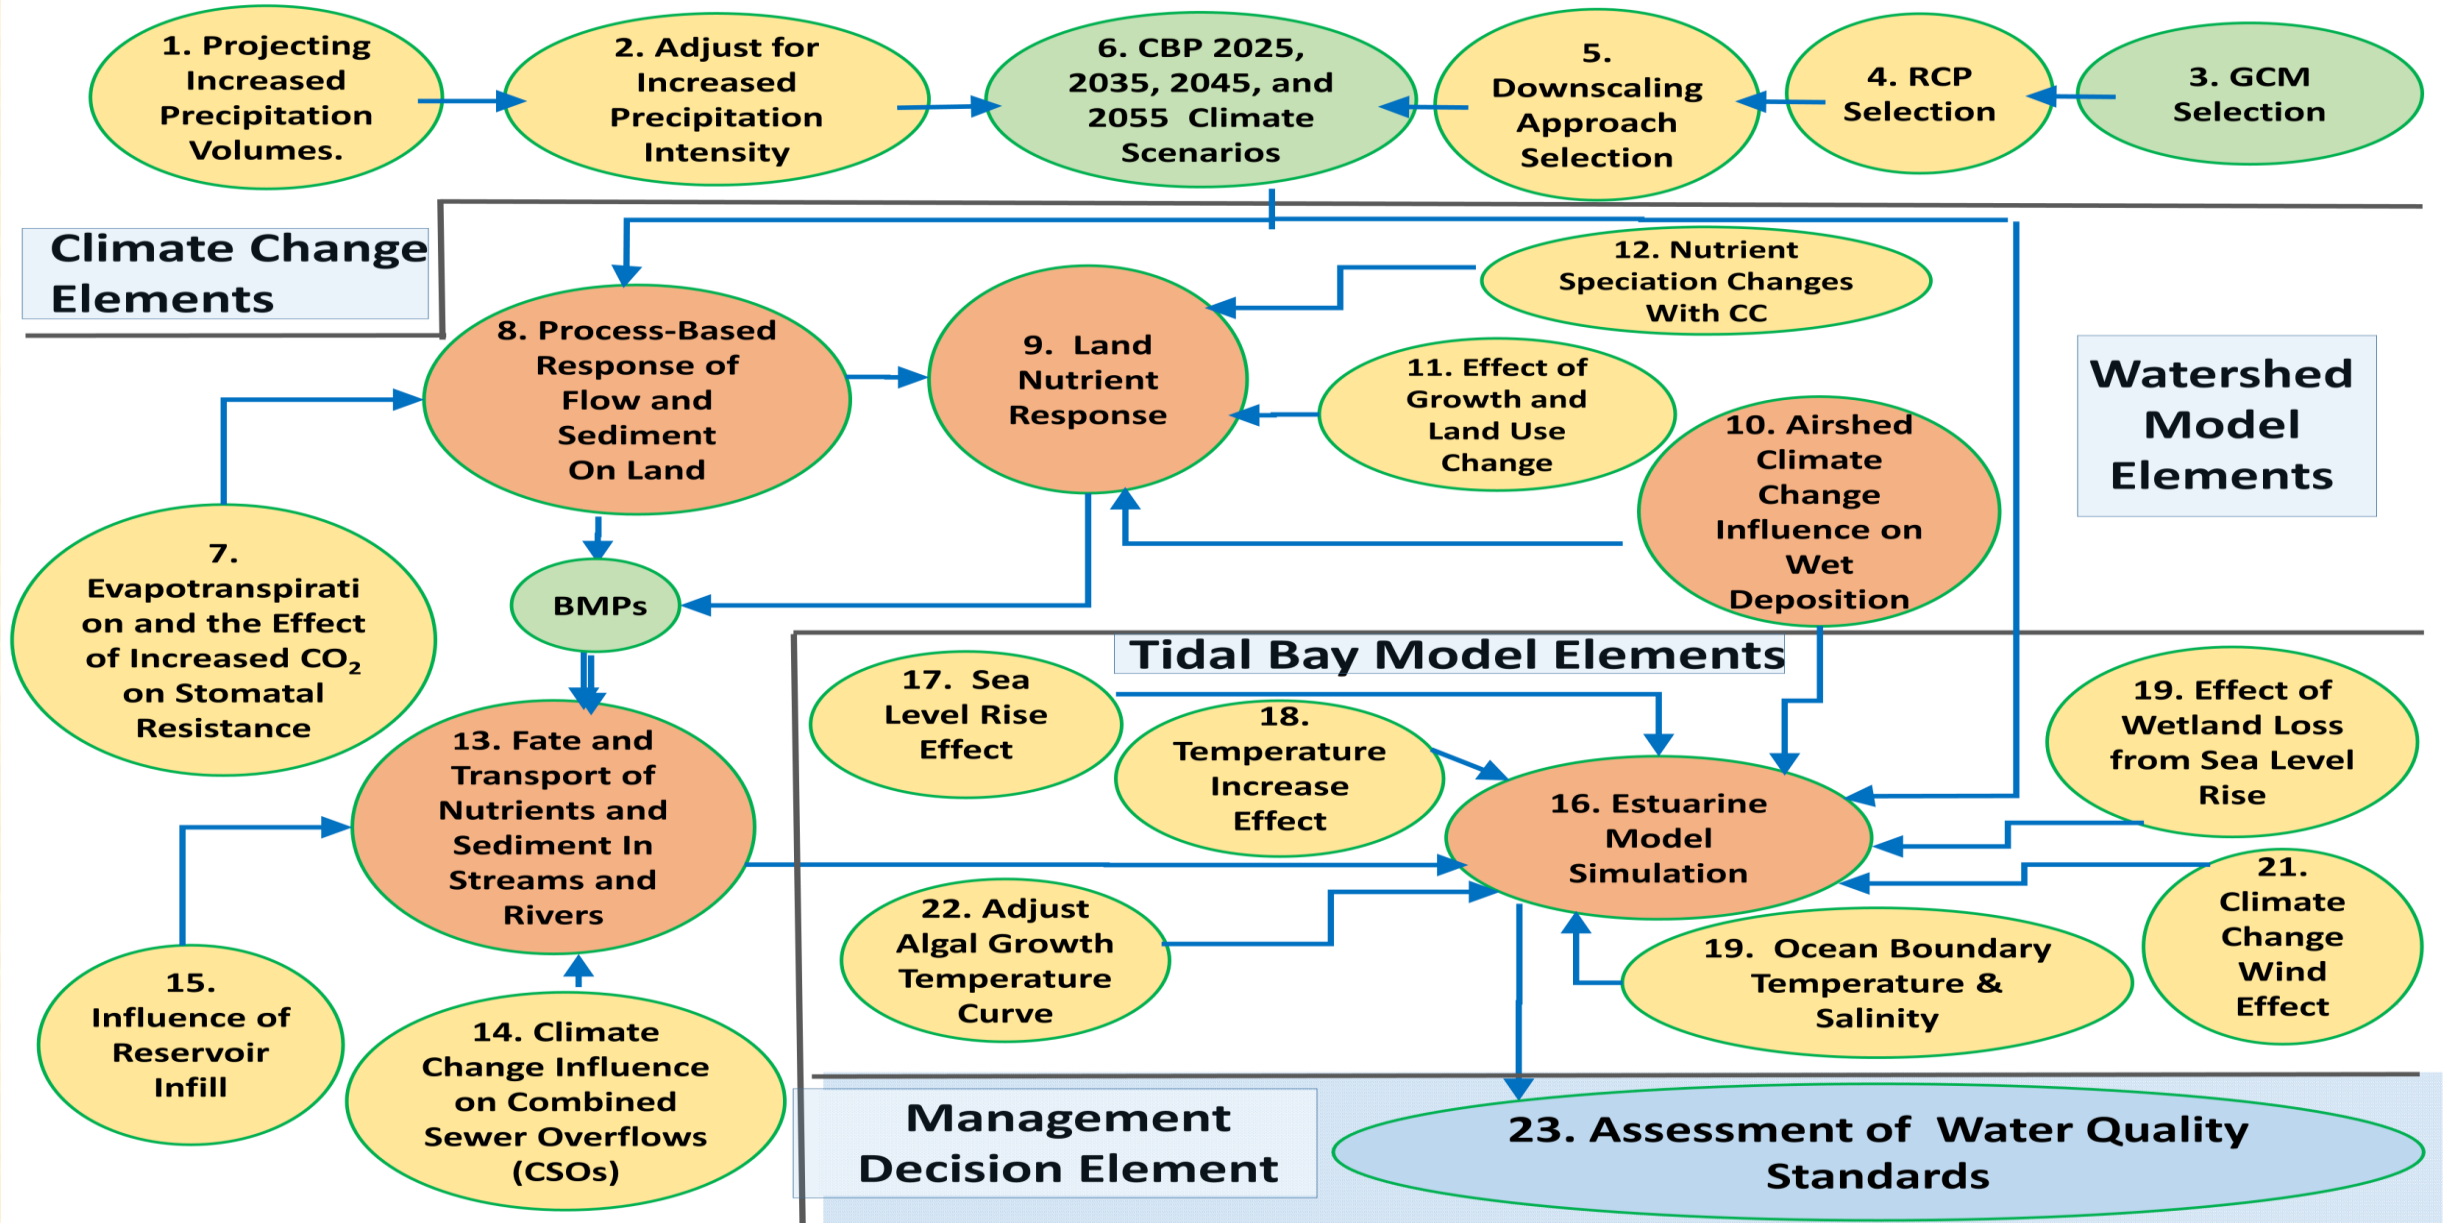 1. Projecting
Increased
Precipitation
Volumes.
2. Adjust for
Increased
Precipitation
Intensity
6. CBP 2025,
2035, 2045, and
2055 Climate
Scenarios
5.
Downscaling
Approach
Selection
4. RCP
Selection
3. GCM
Selection
Climate Change
Elements
8. Process-Based
Response of
Flow and
Sediment
On Land
9. Land
Nutrient
Response
12. Nutrient
Speciation Changes
With CC
11. Effect of
Growth and
Land Use
Change
10. Airshed
Climate
Change
Influence on
Wet
Deposition
Watershed
Model
Elements
7.
Evapotranspirati
on and the Effect
of Increased CO₂
on Stomatal
Resistance
BMPs
Tidal Bay Model Elements
13. Fate and
Transport of
Nutrients and
Sediment In
Streams and
Rivers
17. Sea
Level Rise
Effect
18.
Temperature
Increase
Effect
16. Estuarine
Model
Simulation
19. Effect of
Wetland Loss
from Sea Level
Rise
15.
Influence of
Reservoir
Infill
14. Climate
Change Influence
on Combined
Sewer Overflows
(CSOs)
22. Adjust
Algal Growth
Temperature
Curve
19. Ocean Boundary
Temperature &
Salinity
21.
Climate
Change
Wind
Effect
Management
Decision Element
23. Assessment of Water Quality
Standards